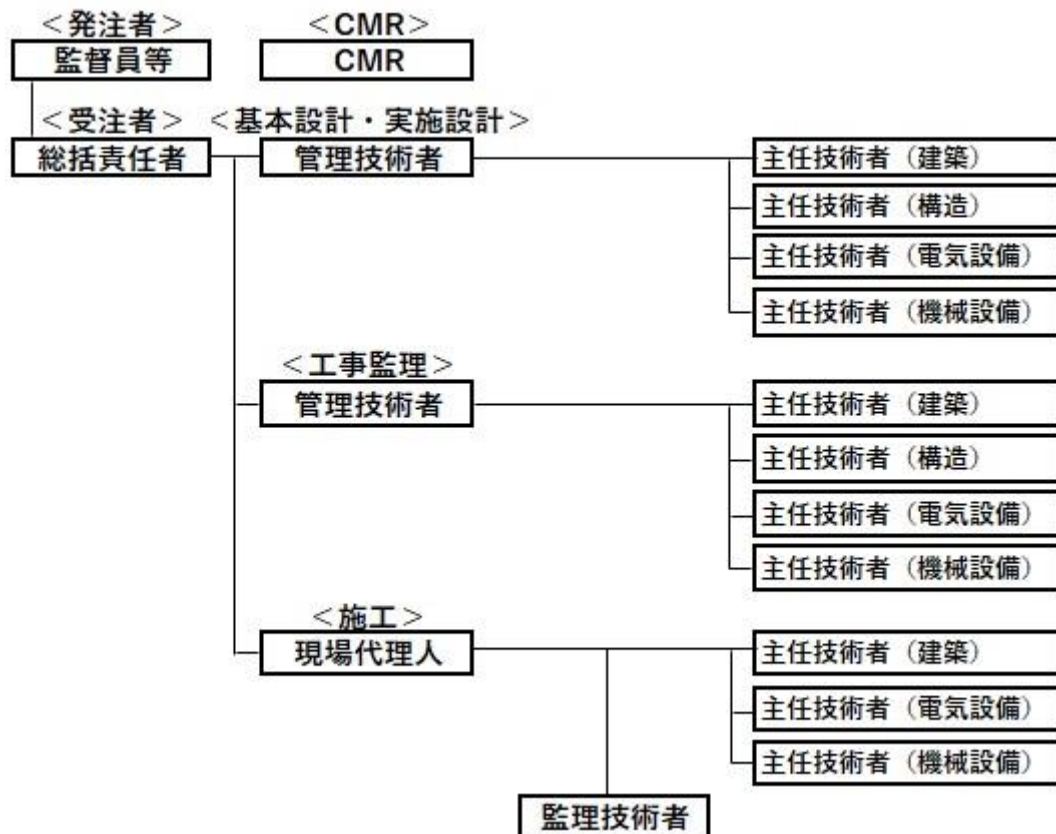 ＜発注者＞ ＜CMR＞
監督員等 CMR
＜受注者＞ ＜基本設計・実施設計＞
総括責任者 管理技術者 主任技術者（建築）
主任技術者（構造）
主任技術者（電気設備）
主任技術者（機械設備）
＜工事監理＞
管理技術者 主任技術者（建築）
主任技術者（構造）
主任技術者（電気設備）
主任技術者（機械設備）
＜施工＞
現場代理人 主任技術者（建築）
主任技術者（電気設備）
主任技術者（機械設備）
監理技術者